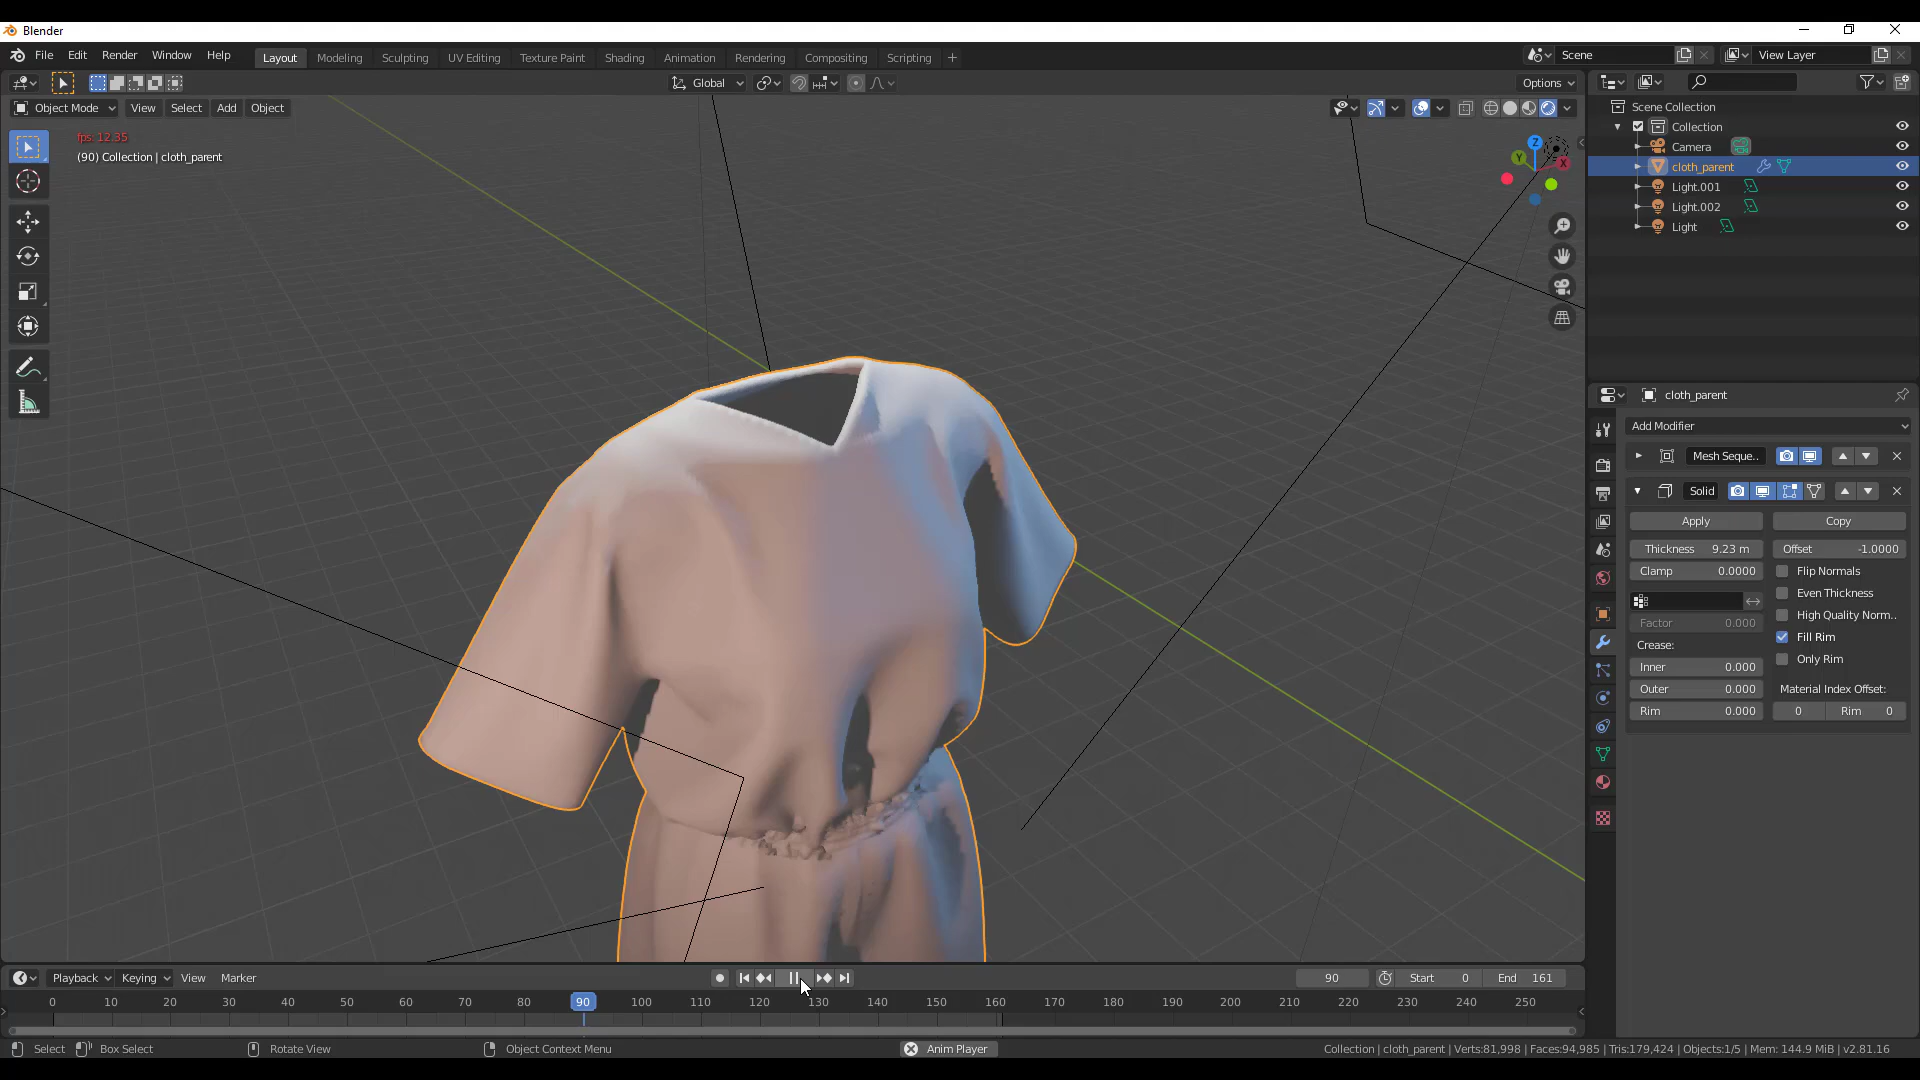 Blender
File Edit Render Window Help
Layout Modeling Sculpting UV Editing Texture Paint Shading Animation Rendering Compositing Scripting +
Scene
View Layer
Global
Options
Object Mode View Select Add Object
fps: 12.35
(90) Collection | cloth_parent
Z
Y
X
Scene Collection
Collection
Camera
cloth_parent
Light.001
Light.002
Light
cloth_parent
Add Modifier
Mesh Seque..
Solid
Apply Copy
Thickness 9.23 m Offset -1.0000
Clamp 0.0000 Flip Normals
Even Thickness
High Quality Norm..
Factor 0.000 Fill Rim
Crease: Only Rim
Inner 0.000
Outer 0.000 Material Index Offset:
Rim 0.000 0 Rim 0
Playback Keying View Marker
90 Start 0 End 161
0 10 20 30 40 50 60 70 80 90 100 110 120 130 140 150 160 170 180 190 200 210 220 230 240 250
Select Box Select Rotate View Object Context Menu Anim Player
Collection | cloth_parent | Verts:81,998 | Faces:94,985 | Tris:179,424 | Objects:1/5 | Mem: 144.9 MiB | v2.81.16